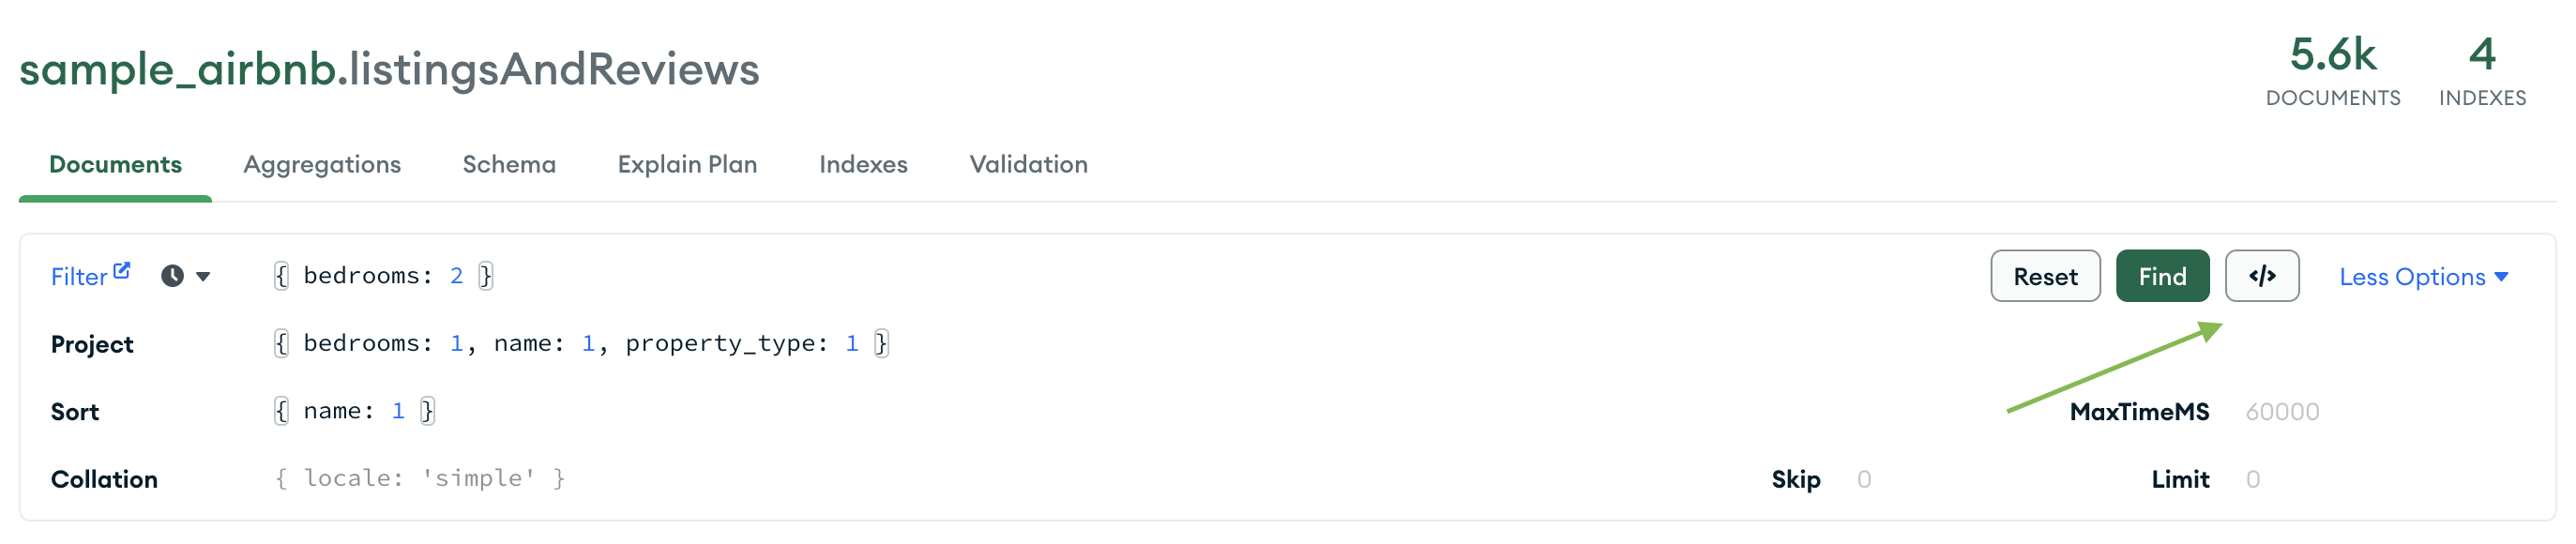 sample_airbnb.listingsAndReviews
5.6k
DOCUMENTS
4
INDEXES
Documents Aggregations Schema Explain Plan Indexes Validation
Filter { bedrooms: 2 } Reset Find </> Less Options
Project { bedrooms: 1, name: 1, property_type: 1 }
Sort { name: 1 } MaxTimeMS 60000
Collation { locale: 'simple' } Skip 0 Limit 0